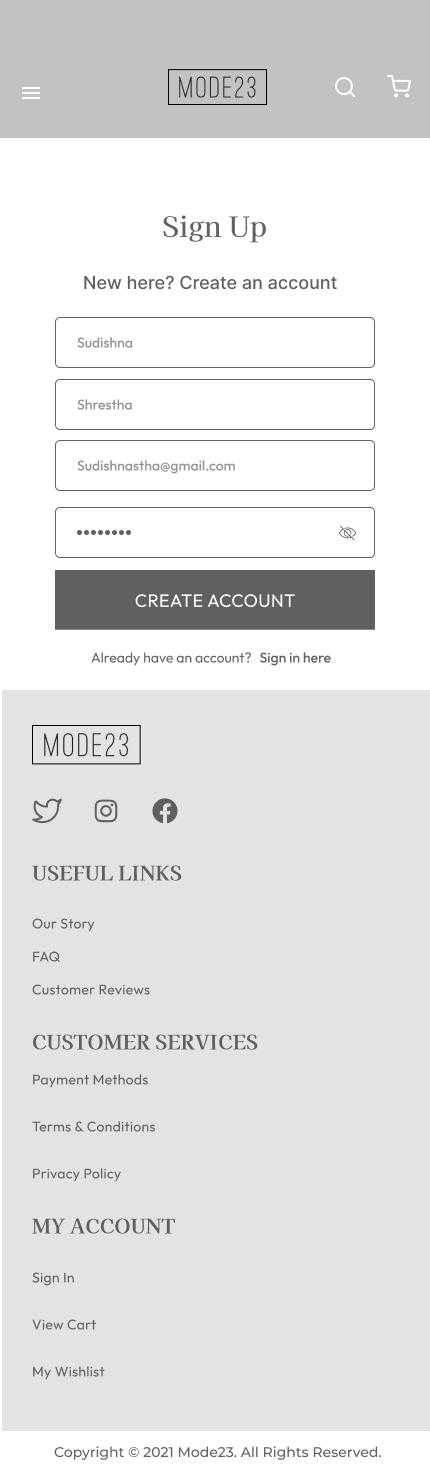 MODE23
Sign Up
New here? Create an account
Sudishna
Shrestha
Sudishnastha@gmail.com
••••••••
CREATE ACCOUNT
Already have an account? Sign in here
MODE23
USEFUL LINKS
Our Story
FAQ
Customer Reviews
CUSTOMER SERVICES
Payment Methods
Terms & Conditions
Privacy Policy
MY ACCOUNT
Sign In
View Cart
My Wishlist
Copyright © 2021 Mode23. All Rights Reserved.